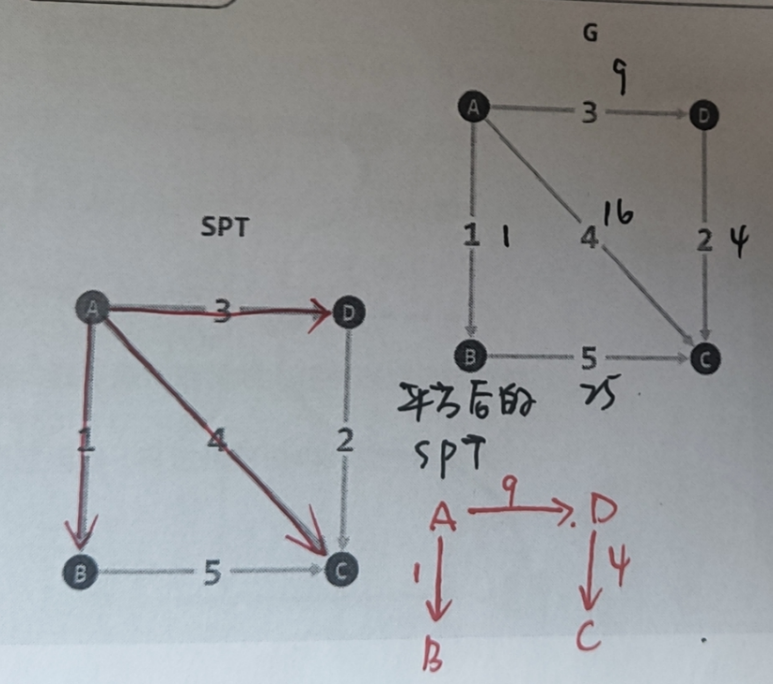 G
9
A 3 D
16
1 1 4 2 4
B 5 C
25
SPT
A 3 D
1 4 2
B 5 C
平方后的
SPT
A 9 D
1 4
B C